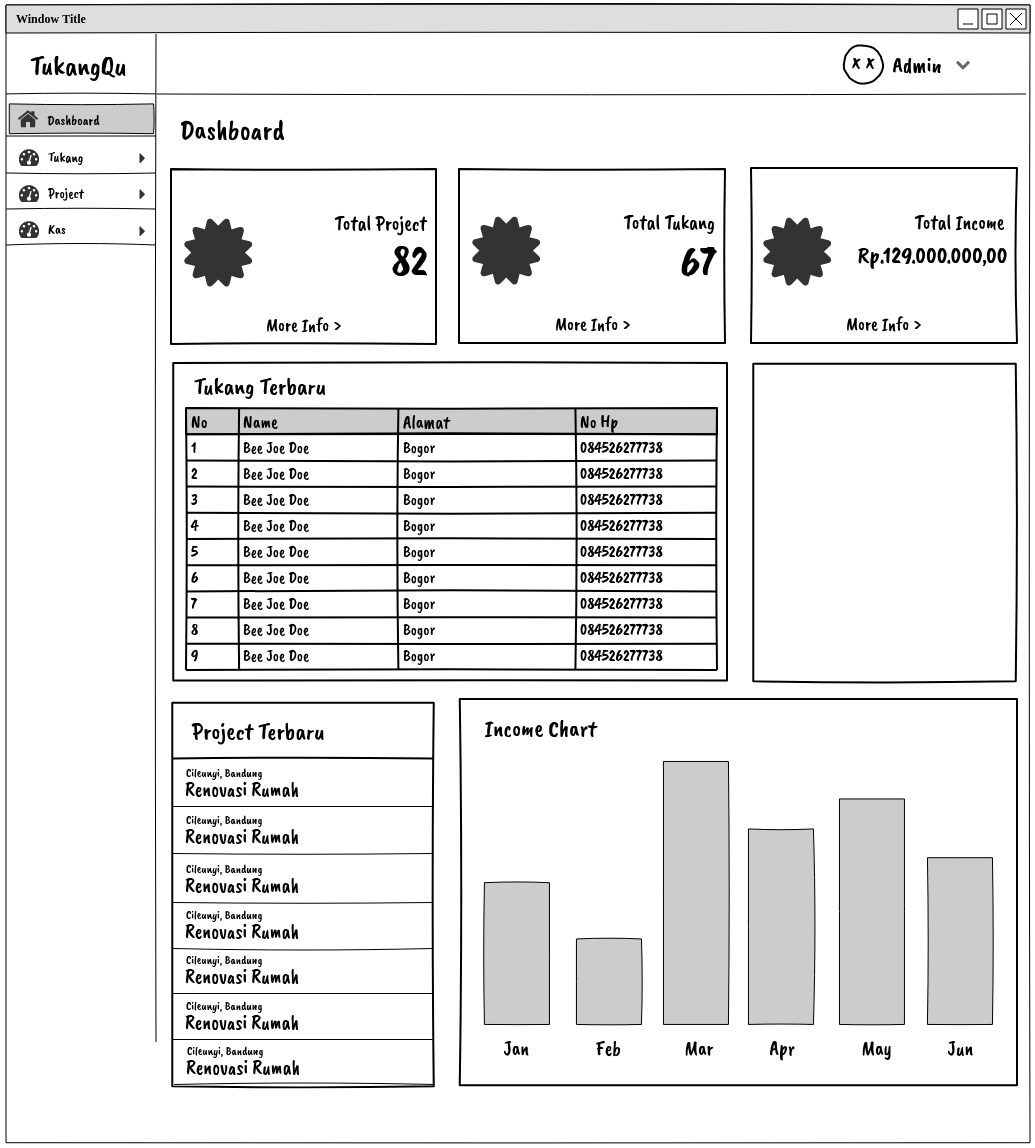 Window Title
TukangQu
Admin
Dashboard
Tukang
Project
Kas
Dashboard
Total Project
82
More Info >
Total Tukang
67
More Info >
Total Income
Rp.129.000.000,00
More Info >
Tukang Terbaru
No Name Alamat No Hp
1 Bee Joe Doe Bogor 084526277738
2 Bee Joe Doe Bogor 084526277738
3 Bee Joe Doe Bogor 084526277738
4 Bee Joe Doe Bogor 084526277738
5 Bee Joe Doe Bogor 084526277738
6 Bee Joe Doe Bogor 084526277738
7 Bee Joe Doe Bogor 084526277738
8 Bee Joe Doe Bogor 084526277738
9 Bee Joe Doe Bogor 084526277738
Project Terbaru
Cileunyi, Bandung
Renovasi Rumah
Cileunyi, Bandung
Renovasi Rumah
Cileunyi, Bandung
Renovasi Rumah
Cileunyi, Bandung
Renovasi Rumah
Cileunyi, Bandung
Renovasi Rumah
Cileunyi, Bandung
Renovasi Rumah
Cileunyi, Bandung
Renovasi Rumah
Income Chart
Jan Feb Mar Apr May Jun